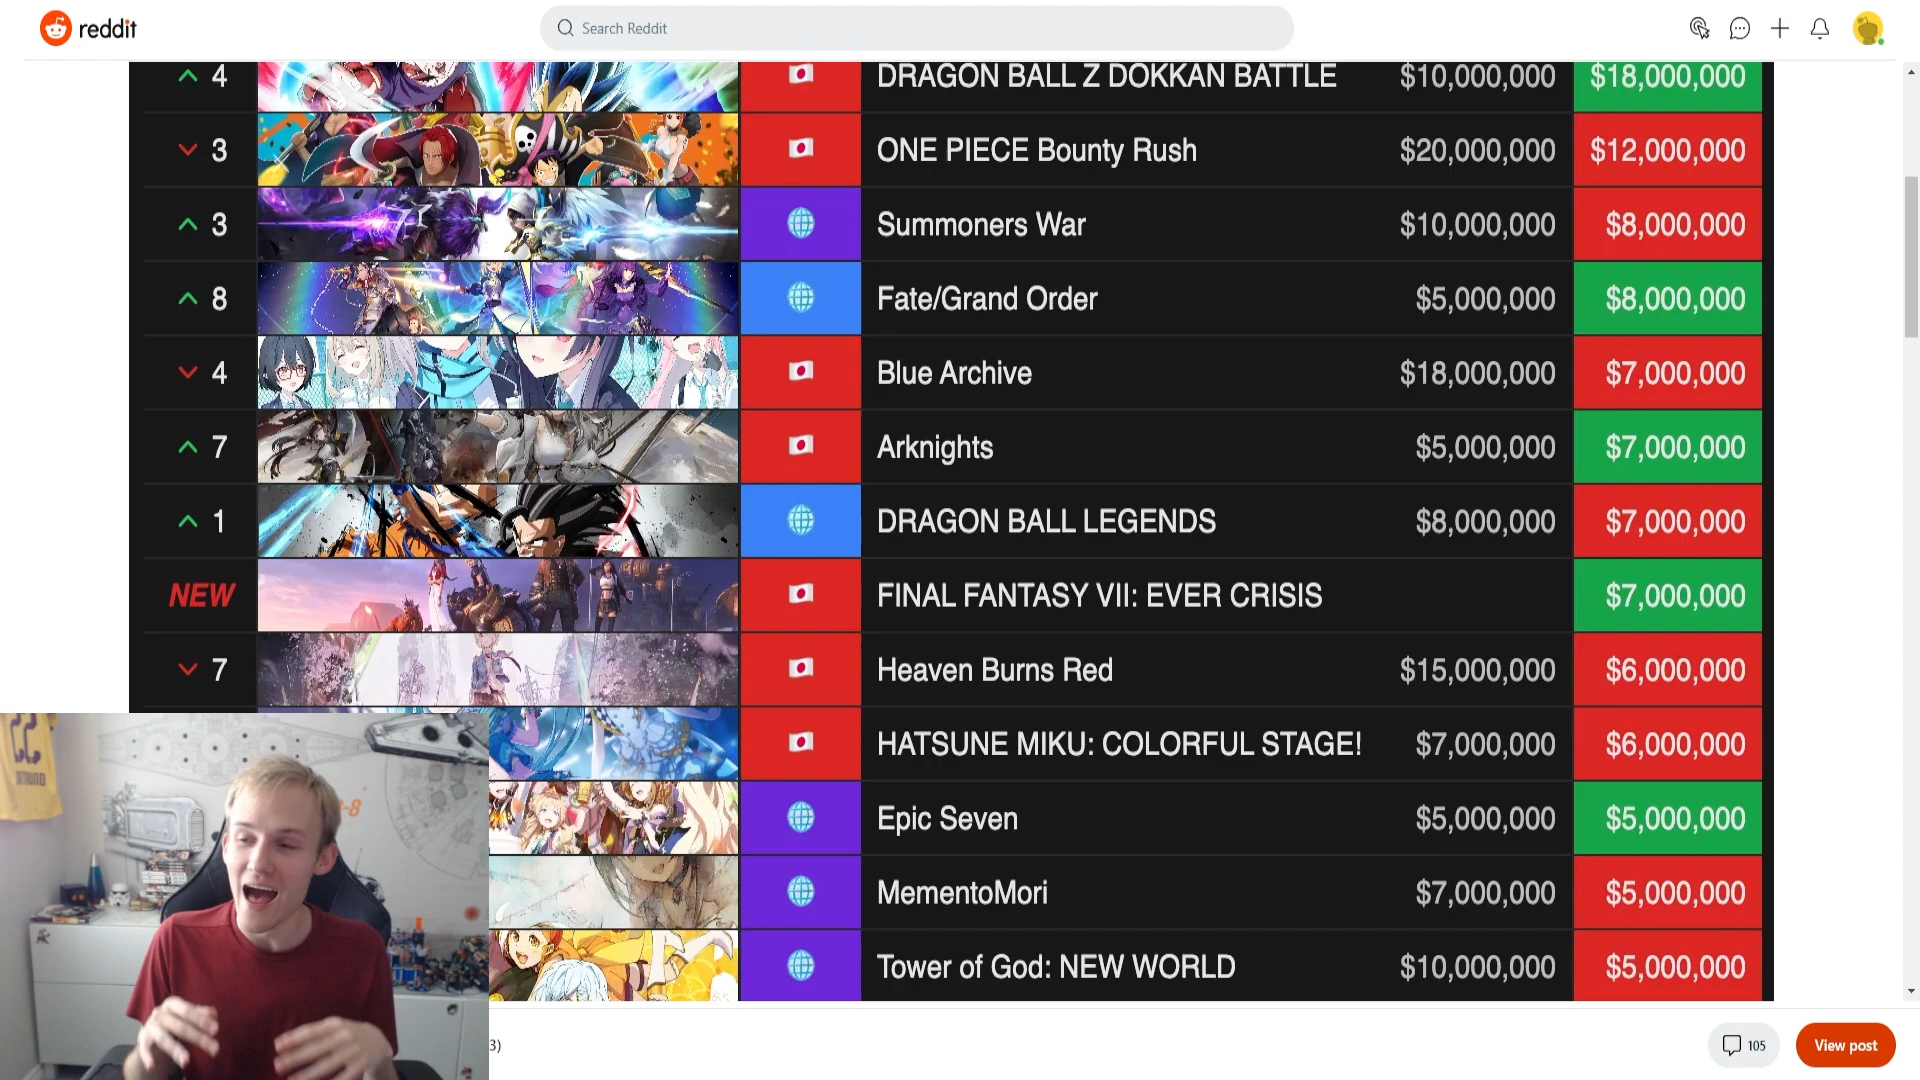 reddit
Search Reddit
4 DRAGON BALL Z DOKKAN BATTLE $10,000,000 $18,000,000
3 ONE PIECE Bounty Rush $20,000,000 $12,000,000
3 Summoners War $10,000,000 $8,000,000
8 Fate/Grand Order $5,000,000 $8,000,000
4 Blue Archive $18,000,000 $7,000,000
7 Arknights $5,000,000 $7,000,000
1 DRAGON BALL LEGENDS $8,000,000 $7,000,000
NEW FINAL FANTASY VII: EVER CRISIS $7,000,000
7 Heaven Burns Red $15,000,000 $6,000,000
HATSUNE MIKU: COLORFUL STAGE! $7,000,000 $6,000,000
Epic Seven $5,000,000 $5,000,000
MementoMori $7,000,000 $5,000,000
Tower of God: NEW WORLD $10,000,000 $5,000,000
22
3)
105
View post